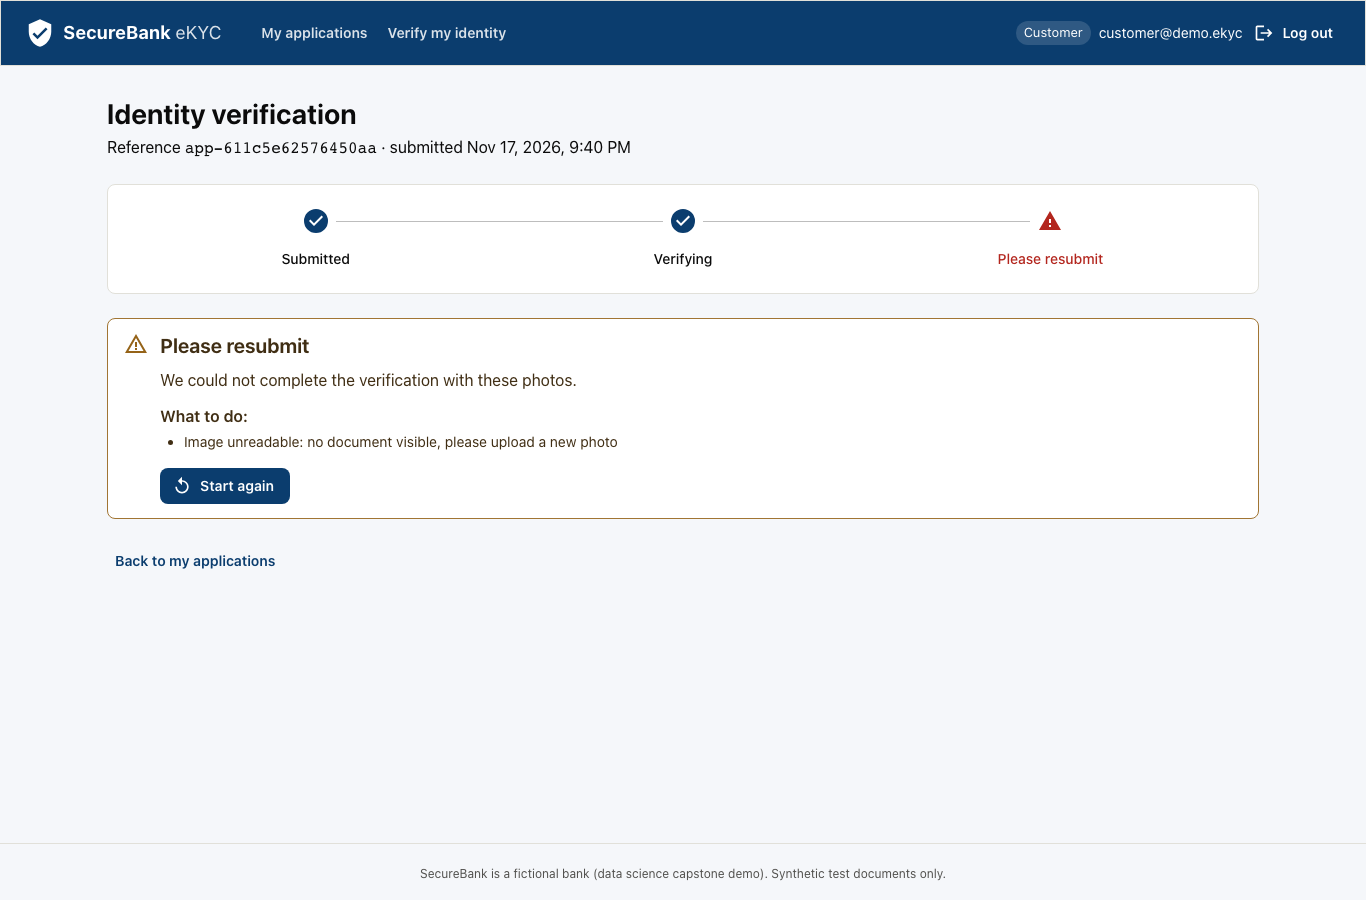 SecureBank eKYC My applications Verify my identity Customer customer@demo.ekyc Log out
Identity verification
Reference app-611c5e62576450aa · submitted Nov 17, 2026, 9:40 PM
Submitted Verifying Please resubmit
Please resubmit
We could not complete the verification with these photos.
What to do:
• Image unreadable: no document visible, please upload a new photo
Start again
Back to my applications
SecureBank is a fictional bank (data science capstone demo). Synthetic test documents only.